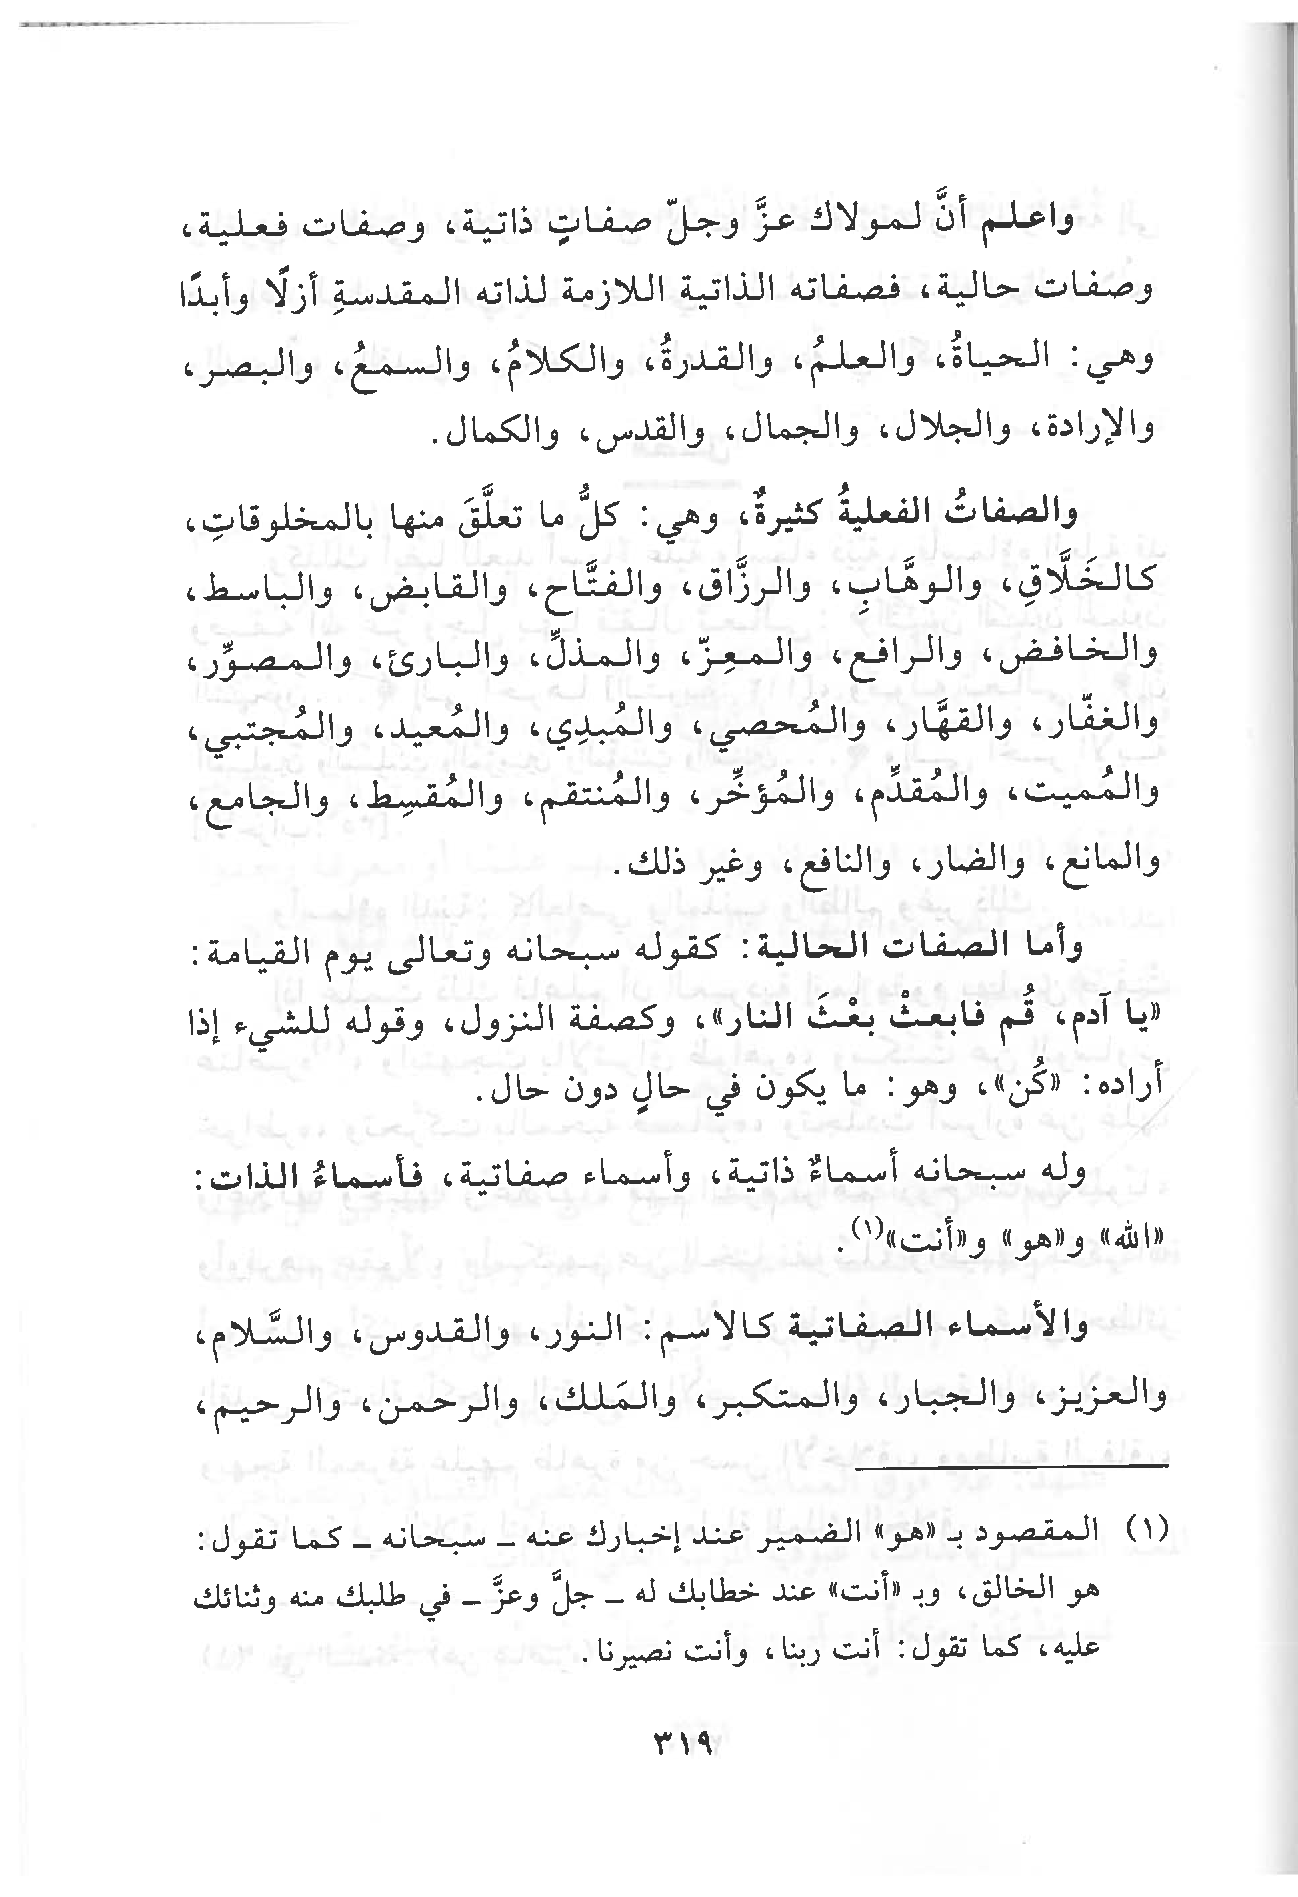 واعلم أنَّ لمولاك عزَّ وجلّ صفاتٍ ذاتية، وصفات فعلية،
وصفات حالية، فصفاته الذاتية اللازمة لذاته المقدسةِ أزلًا وأبدًا
وهي: الحياةُ، والعلمُ، والقدرةُ، والكلامُ، والسمعُ، والبصر،
والإرادة، والجلال، والجمال، والقدس، والكمال.
والصفاتُ الفعليةُ كثيرةٌ، وهي: كلُّ ما تعلَّقَ منها بالمخلوقاتِ،
كالخَلَّاقِ، والوهَّابِ، والرزَّاق، والفتَّاح، والقابض، والباسط،
والخافض، والرافع، والمعِزّ، والمذلِّ، والبارئ، والمصوِّر،
والغفّار، والقهَّار، والمُحصي، والمُبدِي، والمُعيد، والمُجتبي،
والمُميت، والمُقدِّم، والمُؤخِّر، والمُنتقم، والمُقسِط، والجامع،
والمانع، والضار، والنافع، وغير ذلك.
وأما الصفات الحالية: كقوله سبحانه وتعالى يوم القيامة:
«يا آدم، قُم فابعثْ بعْثَ النار»، وكصفة النزول، وقوله للشيء إذا
أراده: «كُن»، وهو: ما يكون في حالٍ دون حال.
وله سبحانه أسماءٌ ذاتية، وأسماء صفاتية، فأسماءُ الذات:
«الله» و«هو» و«أنت»(١).
والأسماء الصفاتية كالاسم: النور، والقدوس، والسَّلام،
والعزيز، والجبار، والمتكبر، والمَلك، والرحمن، والرحيم،
(١) المقصود بـ «هو» الضمير عند إخبارك عنه ـ سبحانه ـ كما تقول:
هو الخالق، وبـ «أنت» عند خطابك له ـ جلَّ وعزَّ ـ في طلبك منه وثنائك
عليه، كما تقول: أنت ربنا، وأنت نصيرنا.
٣١٩